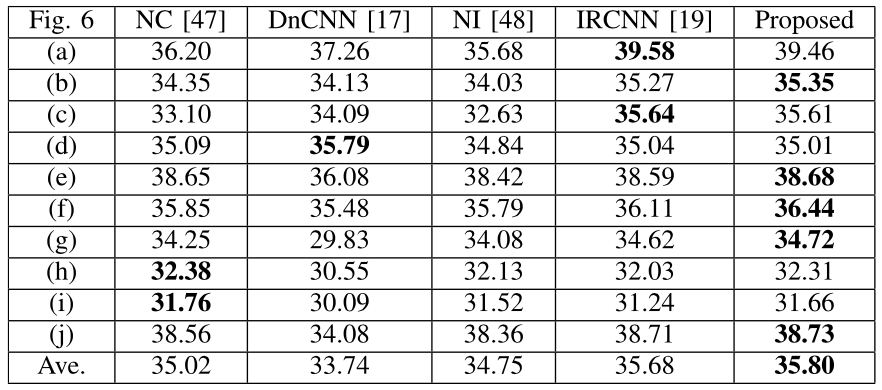 Fig. 6 NC [47] DnCNN [17] NI [48] IRCNN [19] Proposed
(a) 36.20 37.26 35.68 39.58 39.46
(b) 34.35 34.13 34.03 35.27 35.35
(c) 33.10 34.09 32.63 35.64 35.61
(d) 35.09 35.79 34.84 35.04 35.01
(e) 38.65 36.08 38.42 38.59 38.68
(f) 35.85 35.48 35.79 36.11 36.44
(g) 34.25 29.83 34.08 34.62 34.72
(h) 32.38 30.55 32.13 32.03 32.31
(i) 31.76 30.09 31.52 31.24 31.66
(j) 38.56 34.08 38.36 38.71 38.73
Ave. 35.02 33.74 34.75 35.68 35.80